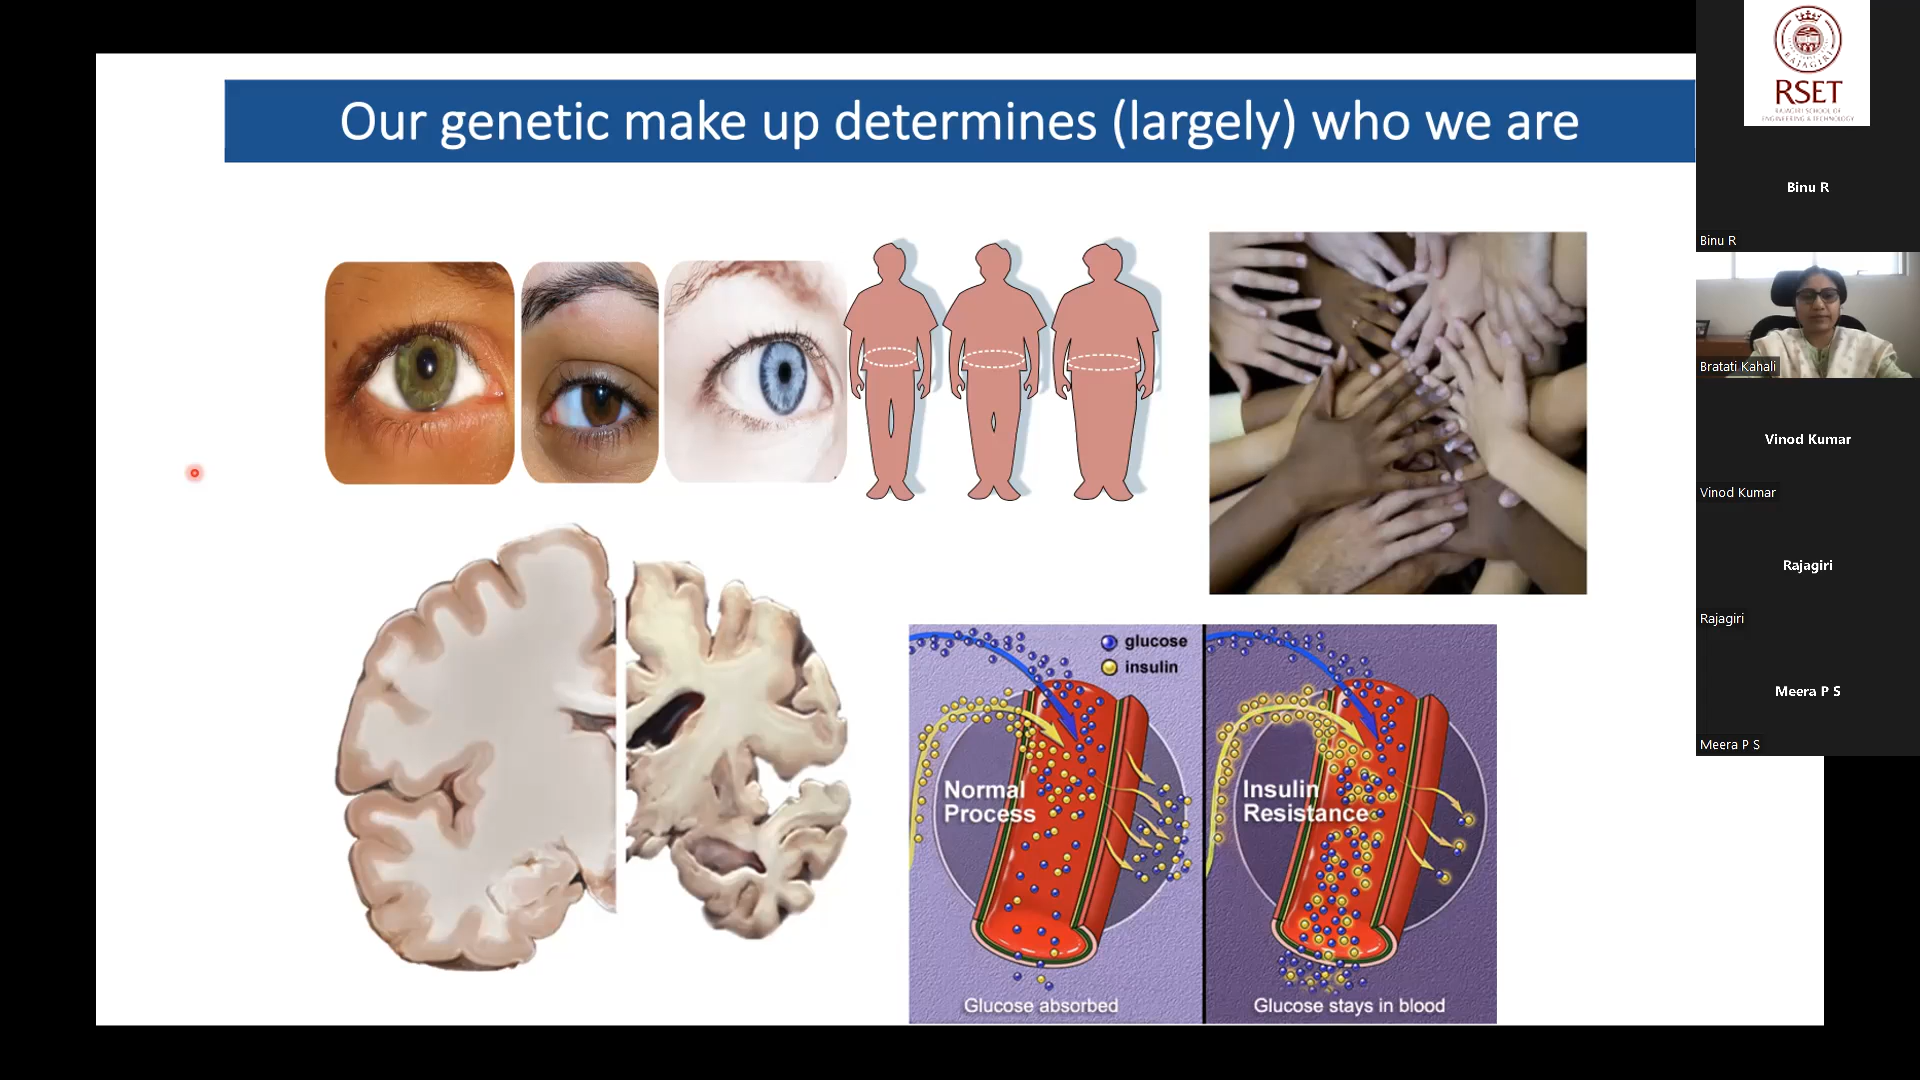 Our genetic make up determines (largely) who we are
glucose
insulin
Normal
Process
Glucose absorbed
Insulin
Resistance
Glucose stays in blood
RAJAGIRI
RSET
RAJAGIRI SCHOOL OF
ENGINEERING & TECHNOLOGY
Binu R
Binu R
Bratati Kahali
Vinod Kumar
Vinod Kumar
Rajagiri
Rajagiri
Meera P S
Meera P S